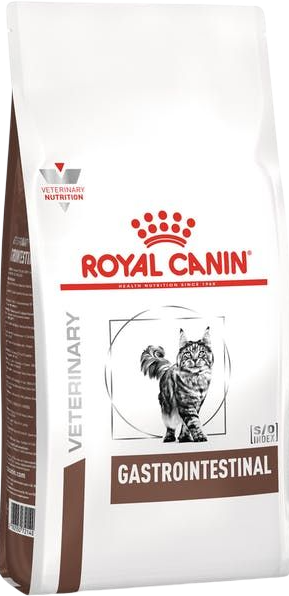 VETERINARY
NUTRITION
ROYAL CANIN®
HEALTH NUTRITION SINCE 1968
VETERINARY
S/O
INDEX
GASTROINTESTINAL